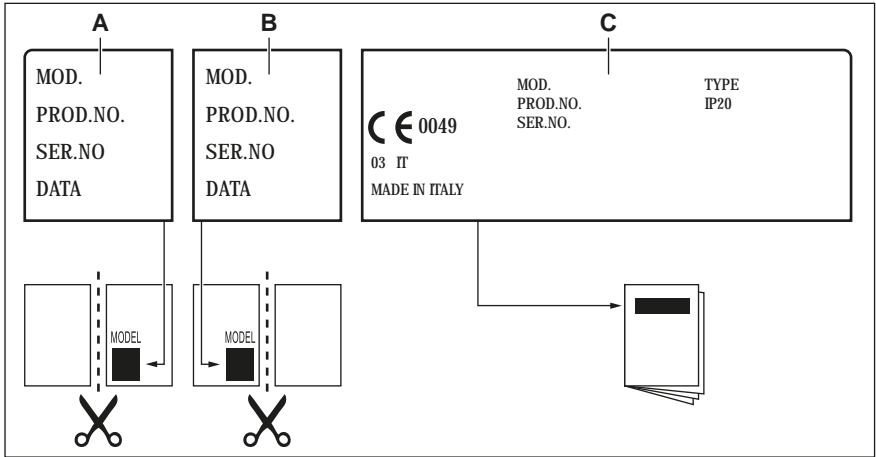 A
B
C
MOD.
PROD.NO.
SER.NO
DATA
MOD.
PROD.NO.
SER.NO
DATA
MOD.
PROD.NO.
SER.NO.
TYPE
IP20
CE 0049
03 IT
MADE IN ITALY
MODEL
MODEL